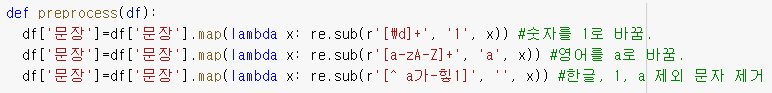 def preprocess(df):
  df['문장']=df['문장'].map(lambda x: re.sub(r'[₩d]+', '1', x)) #숫자를 1로 바꿈.
  df['문장']=df['문장'].map(lambda x: re.sub(r'[a-zA-Z]+', 'a', x)) #영어를 a로 바꿈.
  df['문장']=df['문장'].map(lambda x: re.sub(r'[^ a가-힣1]', '', x)) #한글, 1, a 제외 문자 제거